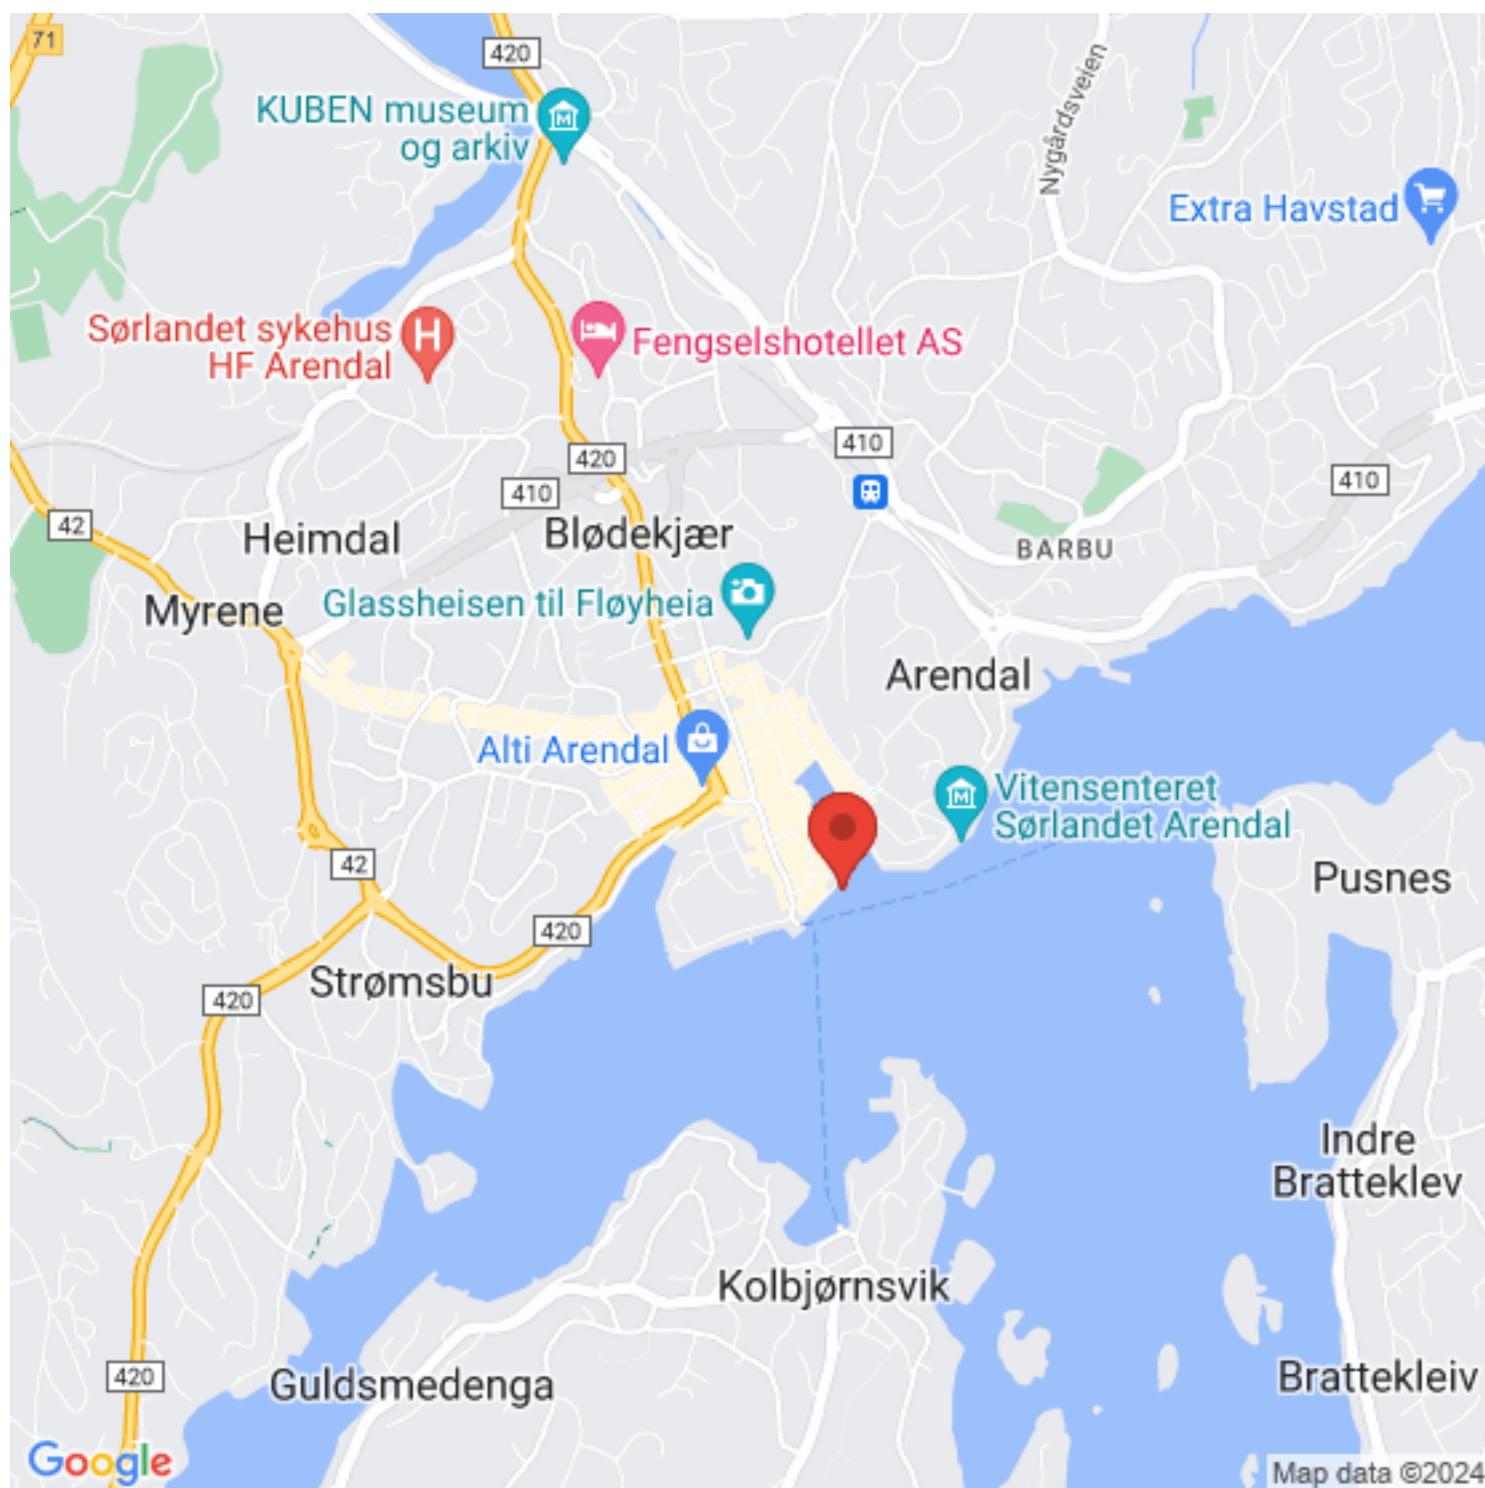 71
420
KUBEN museum
og arkiv
Nygårdsveien
Extra Havstad
Sørlandet sykehus
HF Arendal
Fengselshotellet AS
410
420
410
410
42
Heimdal
Blødekjær
BARBU
Glassheisen til Fløyheia
Myrene
Arendal
Alti Arendal
Vitensenteret
Sørlandet Arendal
42
Pusnes
420
Strømsbu
420
Indre
Bratteklev
Kolbjørnsvik
420
Guldsmedenga
Brattekleiv
Google
Map data ©2024